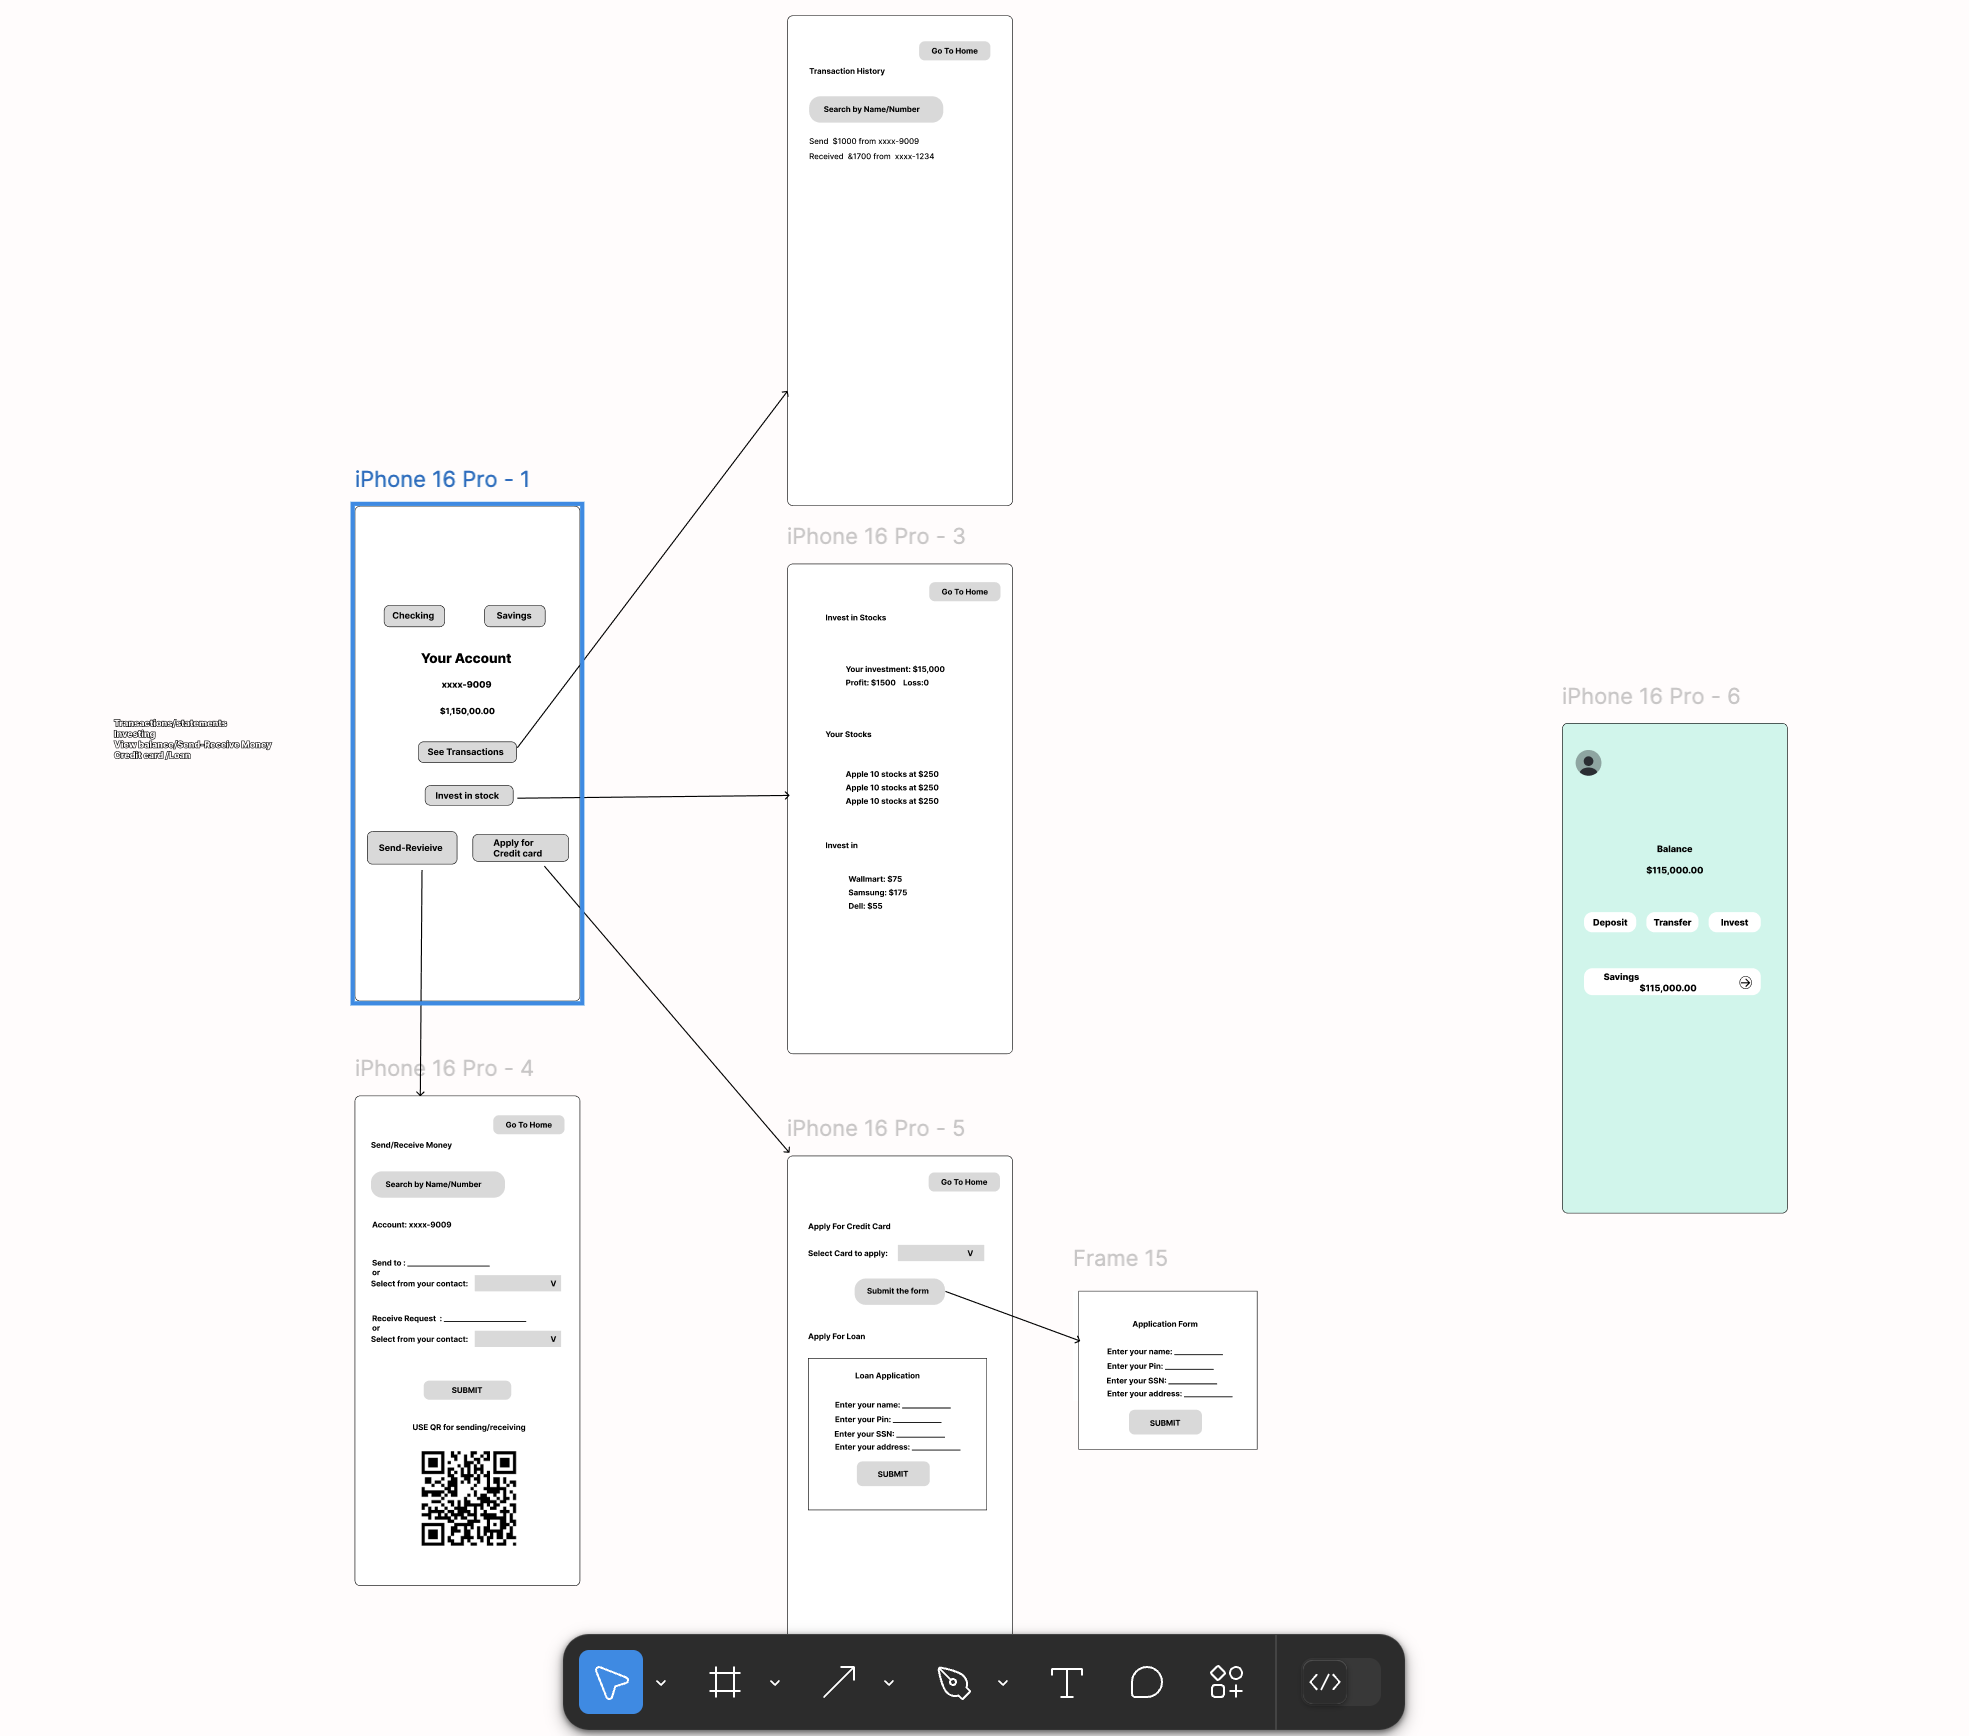 Go To Home
Transaction History
Search by Name/Number
Send $1000 from xxxx-9009
Received &1700 from xxxx-1234
iPhone 16 Pro - 1
Checking
Savings
Your Account
xxxx-9009
$1,150,00.00
See Transactions
Invest in stock
Send-Revieive
Apply for
Credit card
Transactions/statements
Investing
View balance/Send-Receive Money
Credit card /Loan
iPhone 16 Pro - 3
Go To Home
Invest in Stocks
Your investment: $15,000
Profit: $1500 Loss:0
Your Stocks
Apple 10 stocks at $250
Apple 10 stocks at $250
Apple 10 stocks at $250
Invest in
Wallmart: $75
Samsung: $175
Dell: $55
iPhone 16 Pro - 6
Balance
$115,000.00
Deposit
Transfer
Invest
Savings
$115,000.00
iPhone 16 Pro - 4
Go To Home
Send/Receive Money
Search by Name/Number
Account: xxxx-9009
Send to :
or
Select from your contact: V
Receive Request :
or
Select from your contact: V
SUBMIT
USE QR for sending/receiving
iPhone 16 Pro - 5
Go To Home
Apply For Credit Card
Select Card to apply: V
Submit the form
Apply For Loan
Loan Application
Enter your name:
Enter your Pin:
Enter your SSN:
Enter your address:
SUBMIT
Frame 15
Application Form
Enter your name:
Enter your Pin:
Enter your SSN:
Enter your address:
SUBMIT